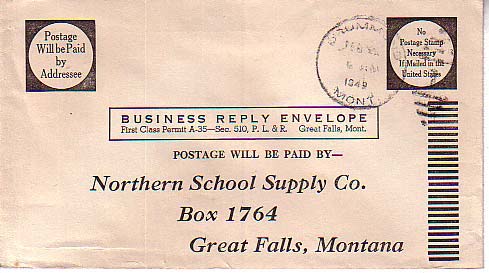 Postage
Will be Paid
by
Addressee
DRUMM
FEB
1949
MONT.
No
Postage Stamp
Necessary
If Mailed in the
United States
BUSINESS REPLY ENVELOPE
First Class Permit A-35—Sec. 510, P. L. & R. Great Falls, Mont.
POSTAGE WILL BE PAID BY—
Northern School Supply Co.
Box 1764
Great Falls, Montana